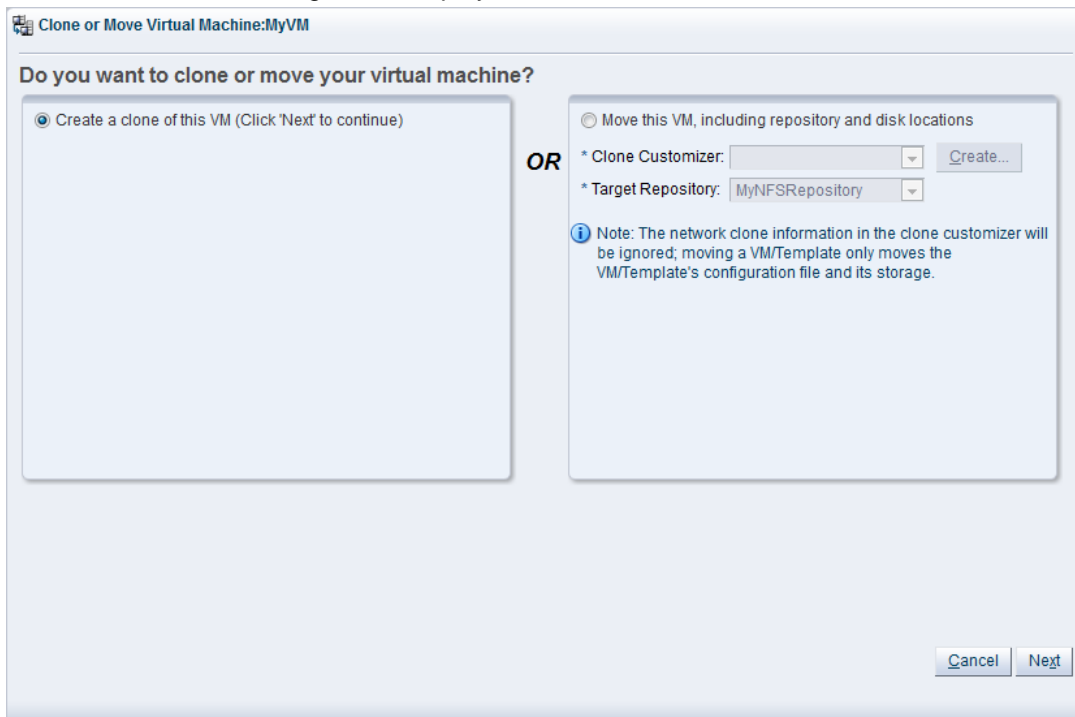 Clone or Move Virtual Machine:MyVM
Do you want to clone or move your virtual machine?
Create a clone of this VM (Click 'Next' to continue)
OR
Move this VM, including repository and disk locations
* Clone Customizer:
Create...
* Target Repository: MyNFSRepository
Note: The network clone information in the clone customizer will
be ignored; moving a VM/Template only moves the
VM/Template's configuration file and its storage.
Cancel Next